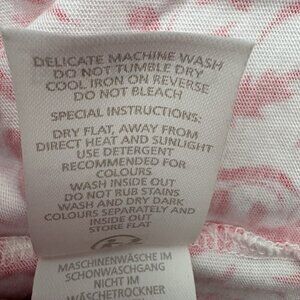 DELICATE MACHINE WASH
DO NOT TUMBLE DRY
COOL IRON ON REVERSE
DO NOT BLEACH
SPECIAL INSTRUCTIONS:
DRY FLAT, AWAY FROM
DIRECT HEAT AND SUNLIGHT
USE DETERGENT
RECOMMENDED FOR
COLOURS
WASH INSIDE OUT
DO NOT RUB STAINS
WASH AND DRY DARK
COLOURS SEPARATELY AND
INSIDE OUT
STORE FLAT
MASCHINENWÄSCHE IM
SCHONWASCHGANG
NICHT IM
WÄSCHETROCKNER